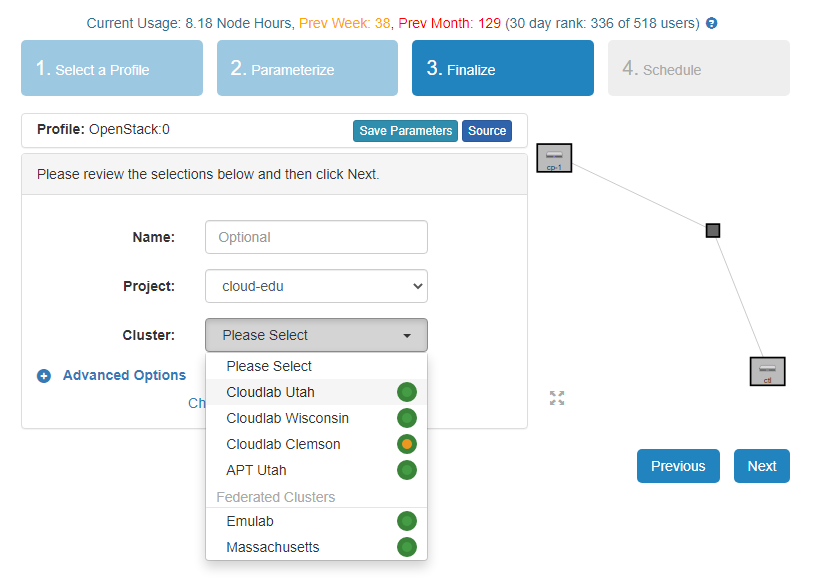 Current Usage: 8.18 Node Hours, Prev Week: 38, Prev Month: 129 (30 day rank: 336 of 518 users)
1. Select a Profile
2. Parameterize
3. Finalize
4. Schedule
Profile: OpenStack:0
Save Parameters
Source
Please review the selections below and then click Next.
Name:
Optional
Project:
cloud-edu
Cluster:
Please Select
Advanced Options
Ch
Please Select
Cloudlab Utah
Cloudlab Wisconsin
Cloudlab Clemson
APT Utah
Federated Clusters
Emulab
Massachusetts
cp-1
ctl
Previous
Next